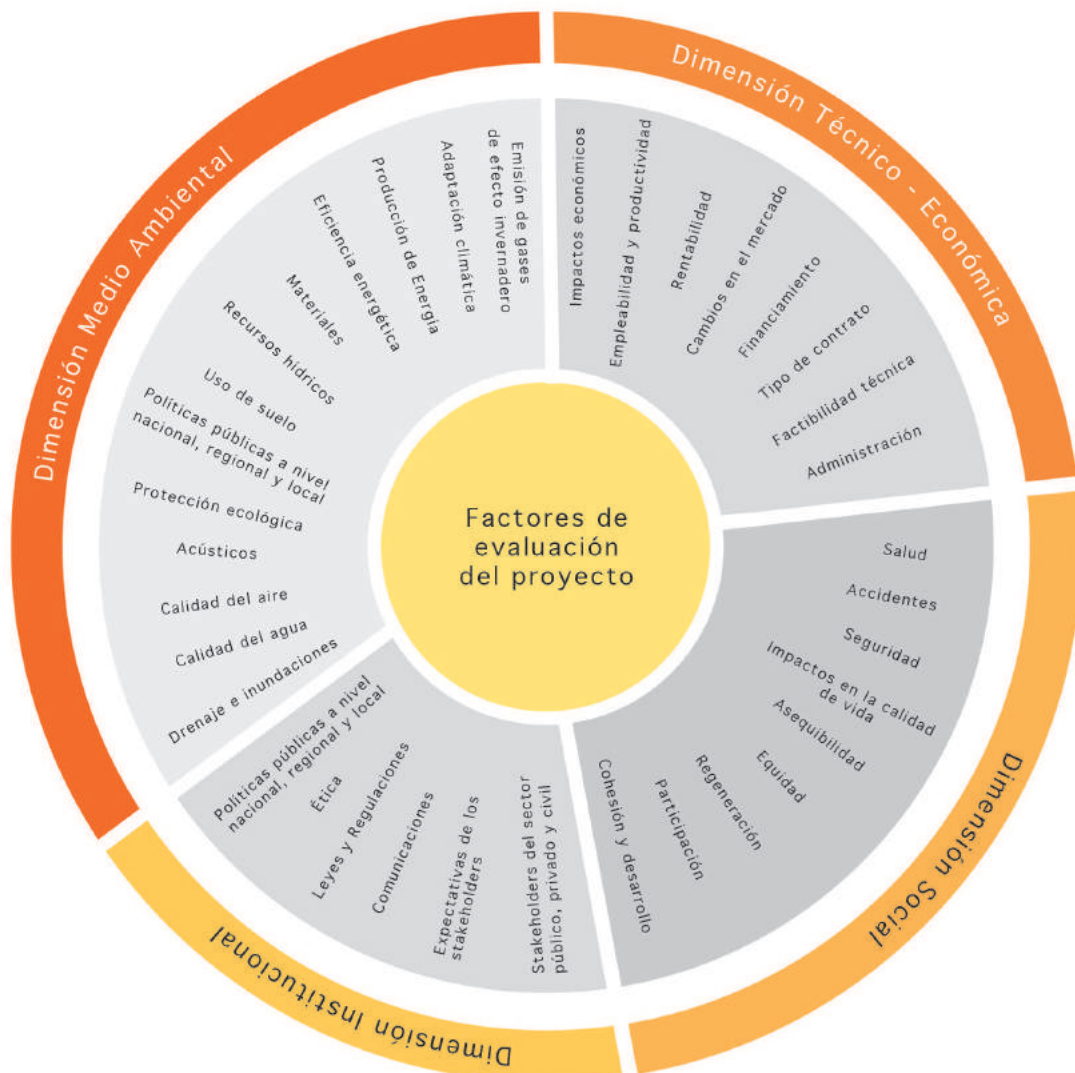 Dimensión Técnico - Económica
Impactos económicos
Empleabilidad y productividad
Rentabilidad
Cambios en el mercado
Financiamiento
Tipo de contrato
Factibilidad técnica
Administración
Dimensión Social
Salud
Accidentes
Seguridad
Impactos en la calidad
de vida
Asequibilidad
Equidad
Regeneración
Participación
Cohesión y desarrollo
Dimensión Institucional
Stakeholders del sector
público, privado y civil
Expectativas de los
stakeholders
Comunicaciones
Leyes y Regulaciones
Ética
Políticas públicas a nivel
nacional, regional y local
Dimensión Medio Ambiental
Drenaje e inundaciones
Calidad del agua
Calidad del aire
Acústicos
Protección ecológica
Políticas públicas a nivel
nacional, regional y local
Uso de suelo
Recursos hídricos
Materiales
Eficiencia energética
Producción de Energía
Adaptación climática
Emisión de gases
de efecto invernadero
Factores de
evaluación
del proyecto